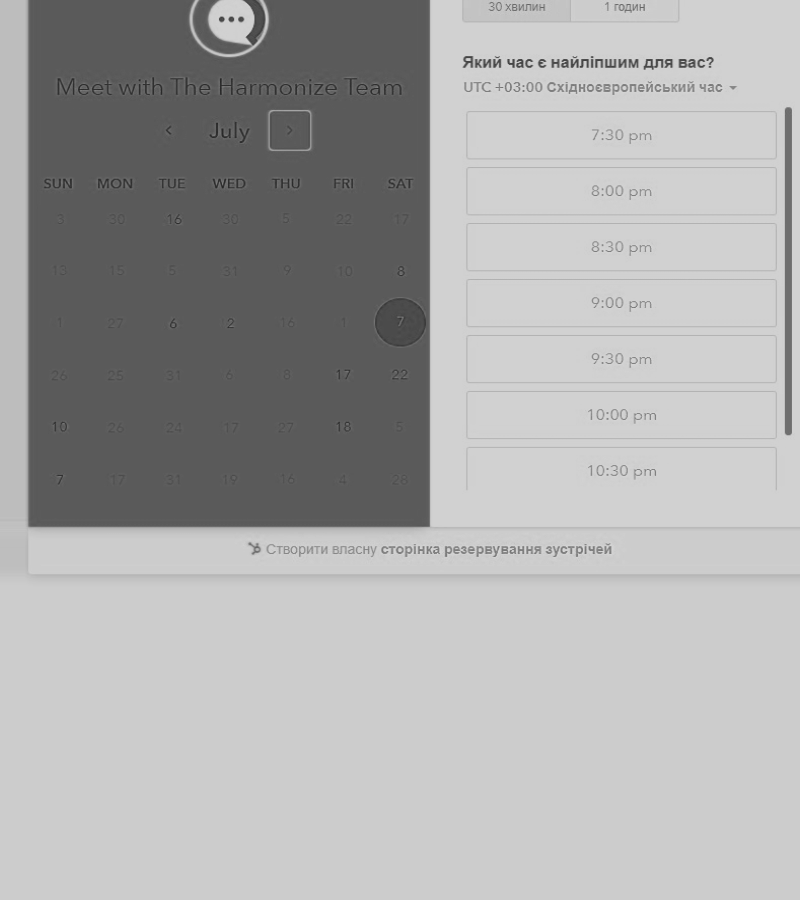 Meet with The Harmonize Team
July
SUN MON TUE WED THU FRI SAT
3 30 16 30 5 22 17
13 15 5 31 9 10 8
1 27 6 2 16 1 7
26 25 31 6 8 17 22
10 26 24 17 27 18 5
7 17 31 19 16 4 28
30 хвилин 1 годин
Який час є найліпшим для вас?
UTC +03:00 Східноєвропейський час
7:30 pm
8:00 pm
8:30 pm
9:00 pm
9:30 pm
10:00 pm
10:30 pm
Створити власну сторінка резервування зустрічей